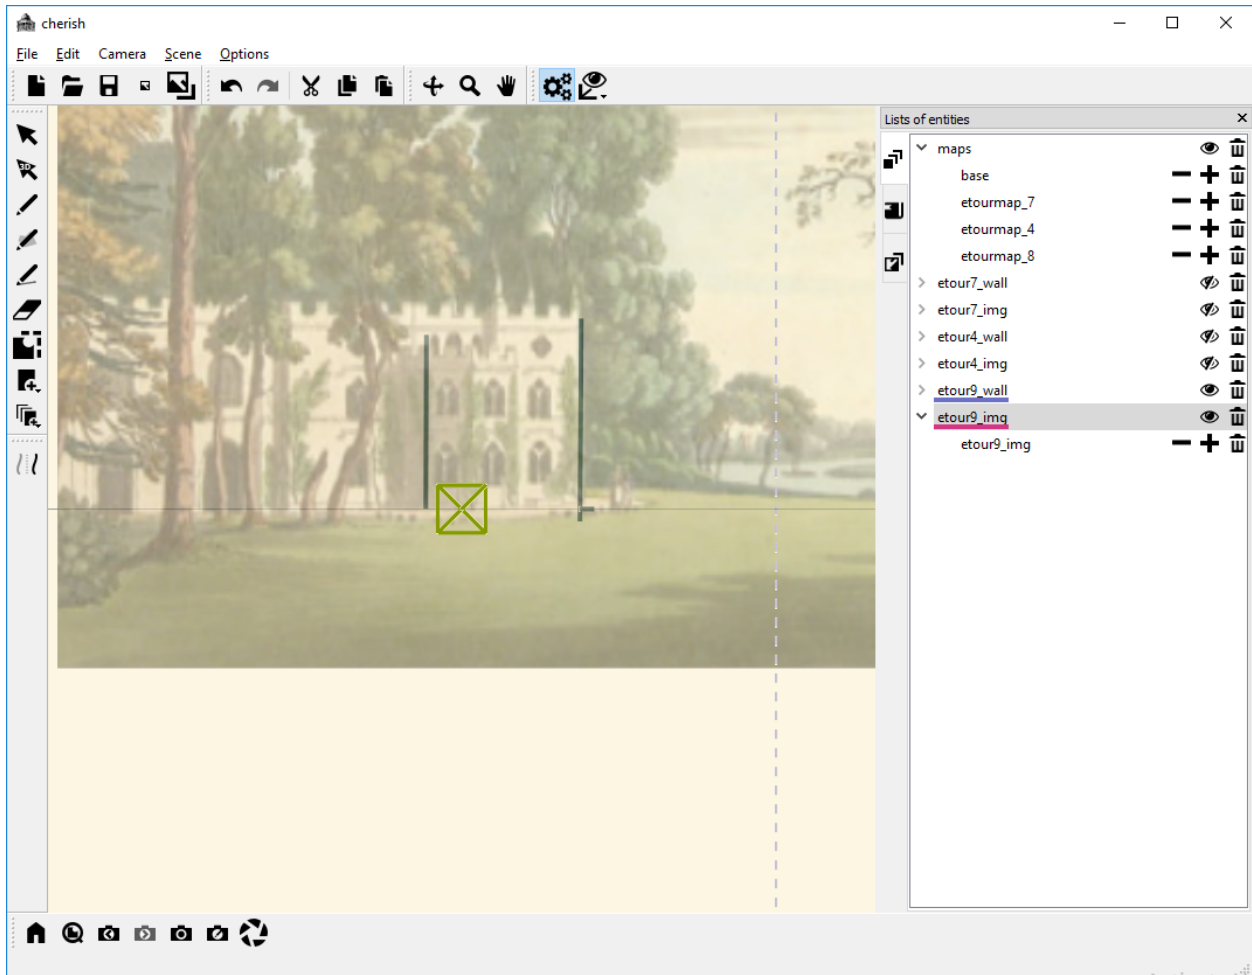 cherish
File Edit Camera Scene Options
Lists of entities
maps
base
etourmap_7
etourmap_4
etourmap_8
etour7_wall
etour7_img
etour4_wall
etour4_img
etour9_wall
etour9_img
etour9_img